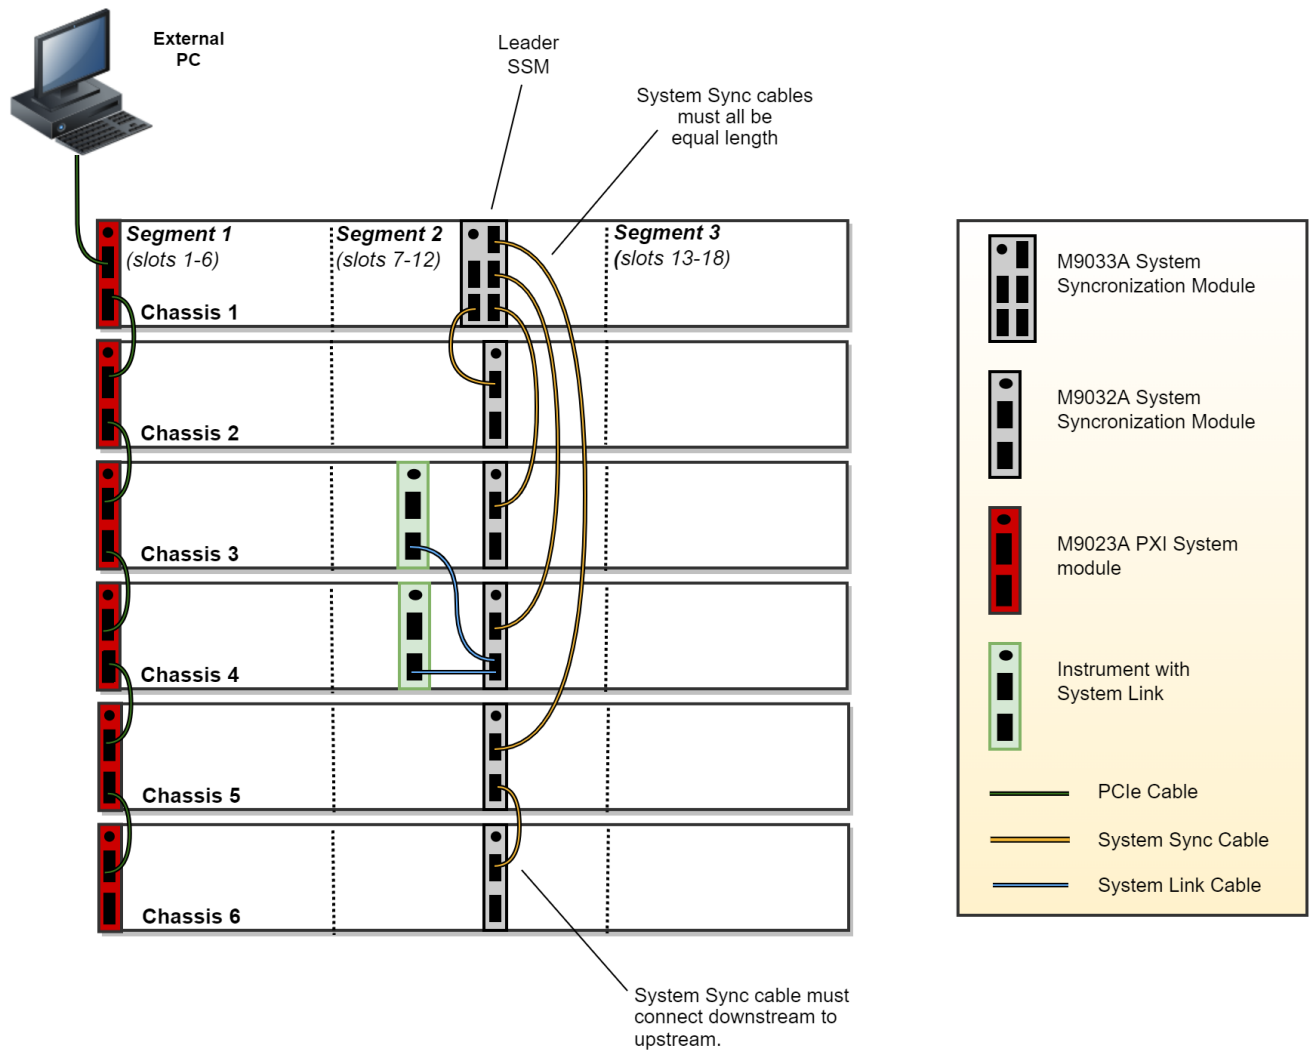 External
PC
Leader
SSM
System Sync cables
must all be
equal length
Segment 1
(slots 1-6)
Segment 2
(slots 7-12)
Segment 3
(slots 13-18)
Chassis 1
Chassis 2
Chassis 3
Chassis 4
Chassis 5
Chassis 6
System Sync cable must
connect downstream to
upstream.
M9033A System
Syncronization Module
M9032A System
Syncronization Module
M9023A PXI System
module
Instrument with
System Link
PCIe Cable
System Sync Cable
System Link Cable